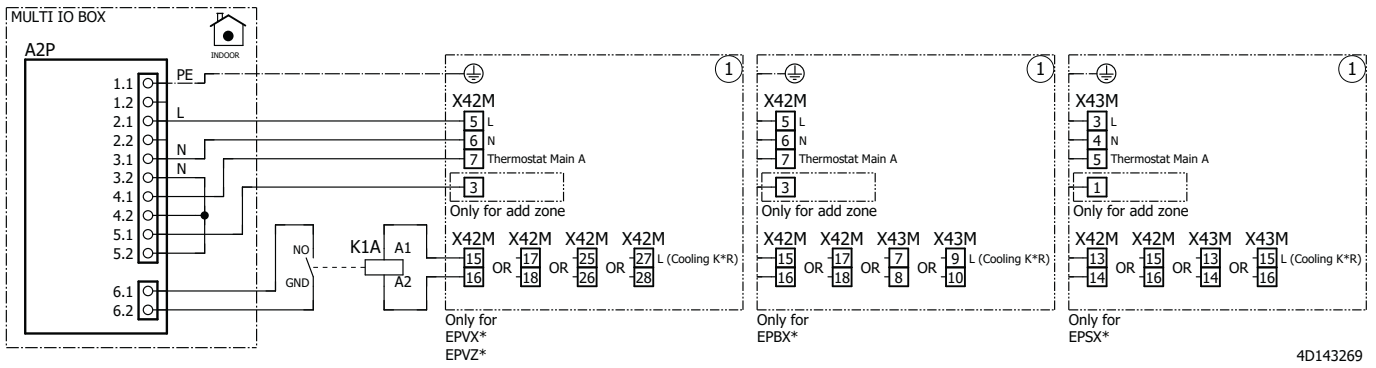 MULTI IO BOX
INDOOR
A2P
1.1
1.2
2.1
2.2
3.1
3.2
4.1
4.2
5.1
5.2
6.1
6.2
PE
L
N
N
NO
GND
K1A
A1
A2
1
X42M
5 L
6 N
7 Thermostat Main A
3
Only for add zone
X42M X42M X42M X42M
15 OR 17 OR 25 OR 27 L (Cooling K*R)
16 18 26 28
Only for
EPVX*
EPVZ*
1
X42M
5 L
6 N
7 Thermostat Main A
3
Only for add zone
X42M X42M X43M X43M
15 OR 17 OR 7 OR 9 L (Cooling K*R)
16 18 8 10
Only for
EPBX*
1
X43M
3 L
4 N
5 Thermostat Main A
1
Only for add zone
X42M X42M X43M X43M
13 OR 15 OR 13 OR 15 L (Cooling K*R)
14 16 14 16
Only for
EPSX*
4D143269